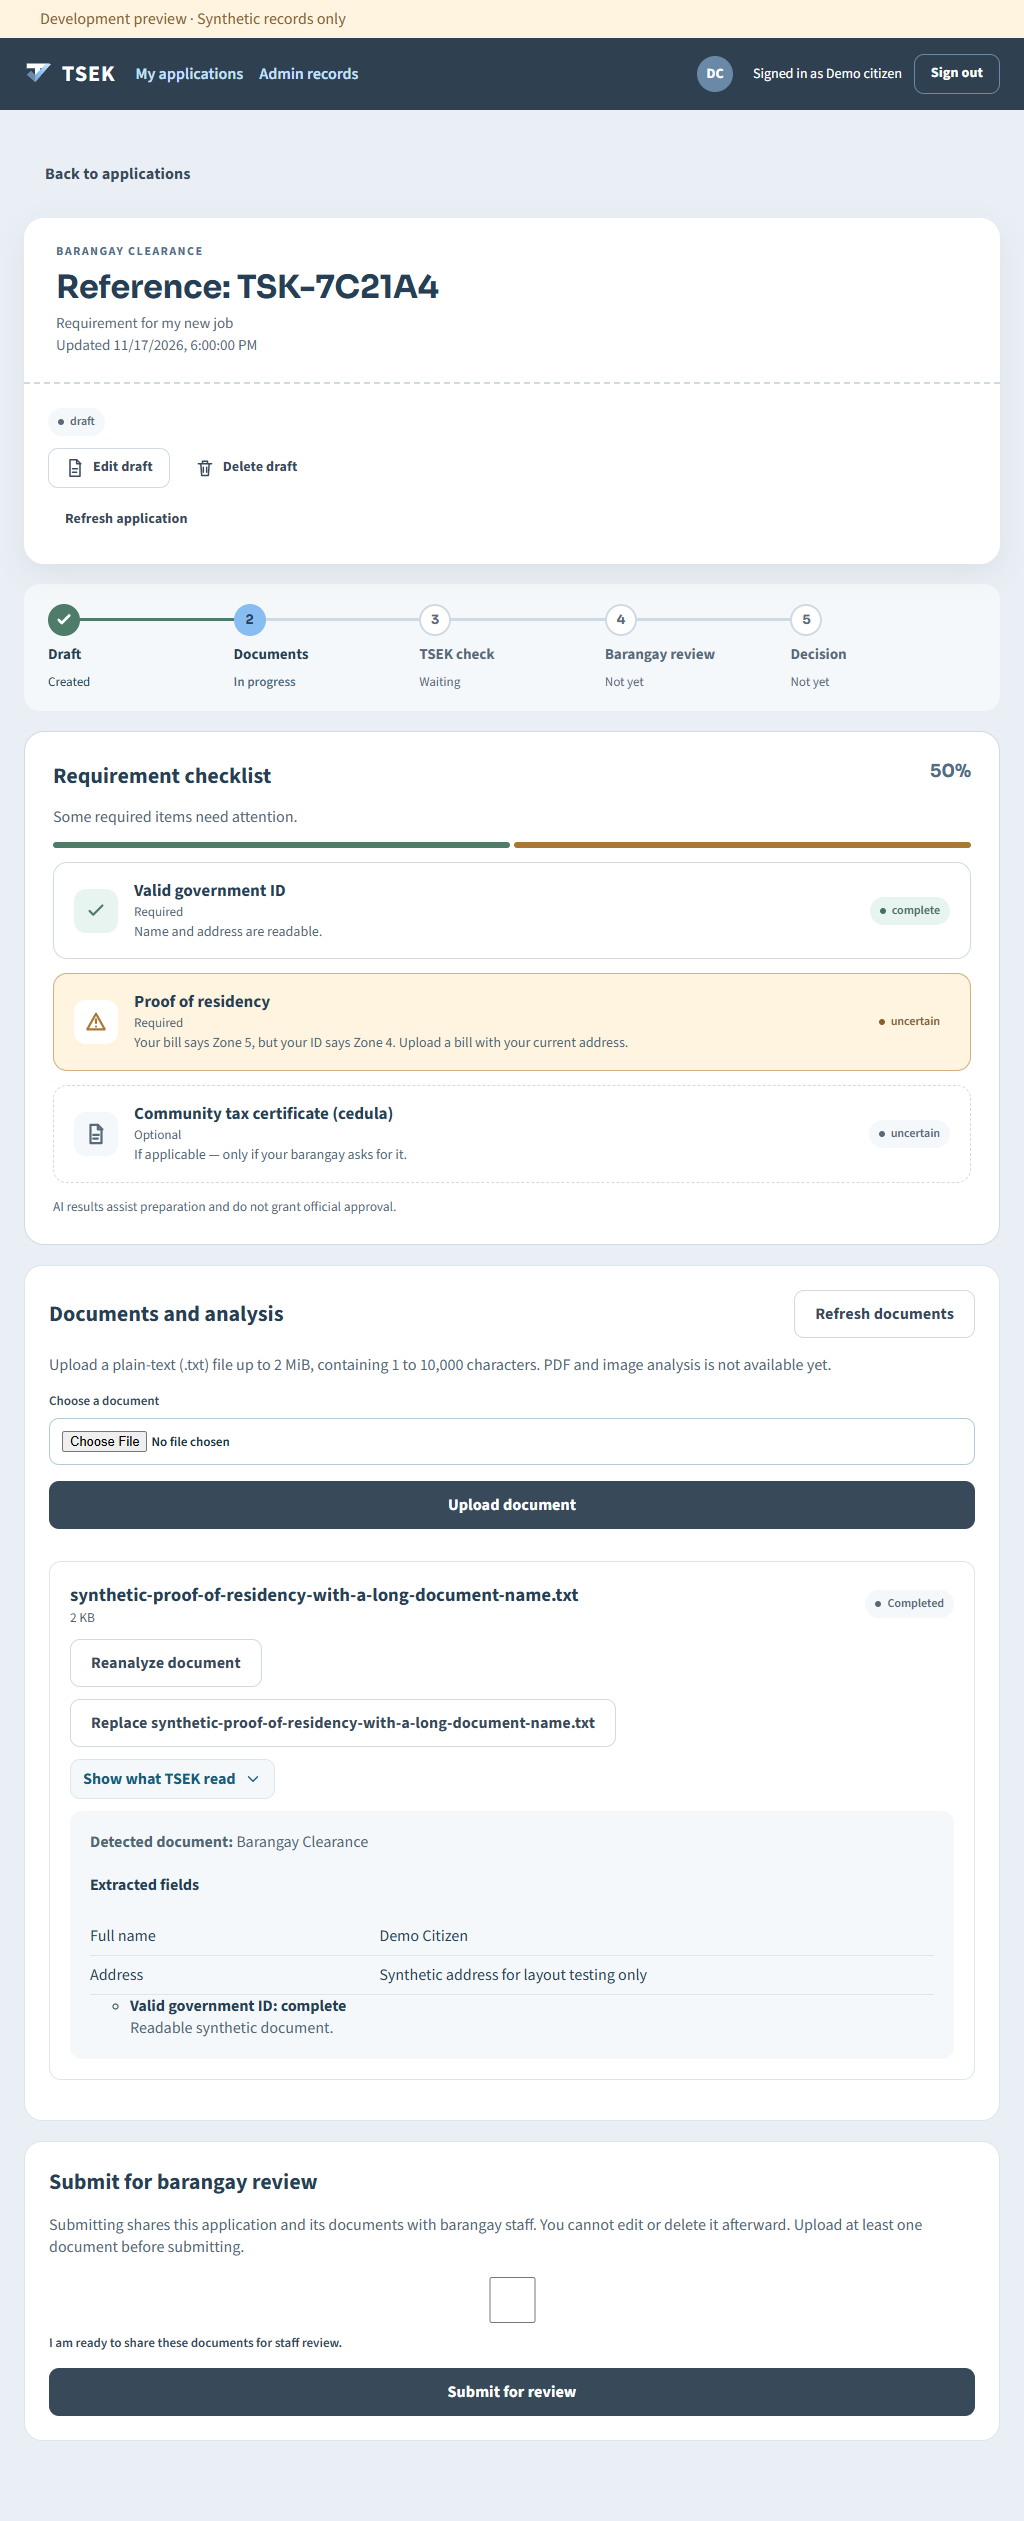 Development preview · Synthetic records only
TSEK My applications Admin records DC Signed in as Demo citizen Sign out
Back to applications
BARANGAY CLEARANCE
Reference: TSK-7C21A4
Requirement for my new job
Updated 11/17/2026, 6:00:00 PM
draft
Edit draft Delete draft
Refresh application
2 3 4 5
Draft Documents TSEK check Barangay review Decision
Created In progress Waiting Not yet Not yet
Requirement checklist 50%
Some required items need attention.
Valid government ID
Required
Name and address are readable.
complete
Proof of residency
Required
Your bill says Zone 5, but your ID says Zone 4. Upload a bill with your current address.
uncertain
Community tax certificate (cedula)
Optional
If applicable — only if your barangay asks for it.
uncertain
AI results assist preparation and do not grant official approval.
Documents and analysis Refresh documents
Upload a plain-text (.txt) file up to 2 MiB, containing 1 to 10,000 characters. PDF and image analysis is not available yet.
Choose a document
Choose File No file chosen
Upload document
synthetic-proof-of-residency-with-a-long-document-name.txt
2 KB
Completed
Reanalyze document
Replace synthetic-proof-of-residency-with-a-long-document-name.txt
Show what TSEK read
Detected document: Barangay Clearance
Extracted fields
Full name Demo Citizen
Address Synthetic address for layout testing only
Valid government ID: complete
Readable synthetic document.
Submit for barangay review
Submitting shares this application and its documents with barangay staff. You cannot edit or delete it afterward. Upload at least one
document before submitting.
I am ready to share these documents for staff review.
Submit for review